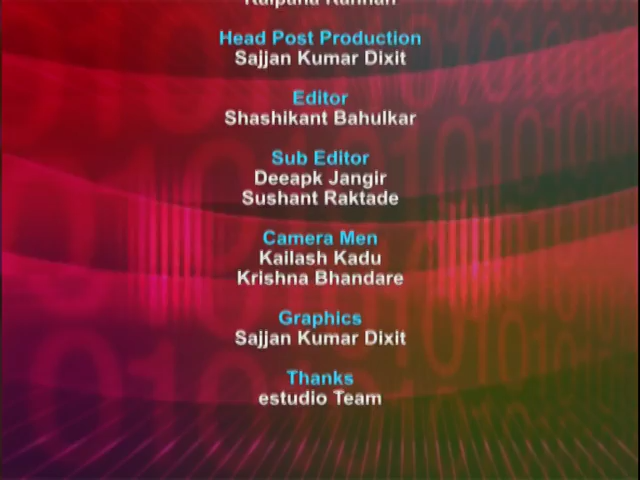 Head Post Production
Sajjan Kumar Dixit
Editor
Shashikant Bahulkar
Sub Editor
Deeapk Jangir
Sushant Raktade
Camera Men
Kailash Kadu
Krishna Bhandare
Graphics
Sajjan Kumar Dixit
Thanks
estudio Team